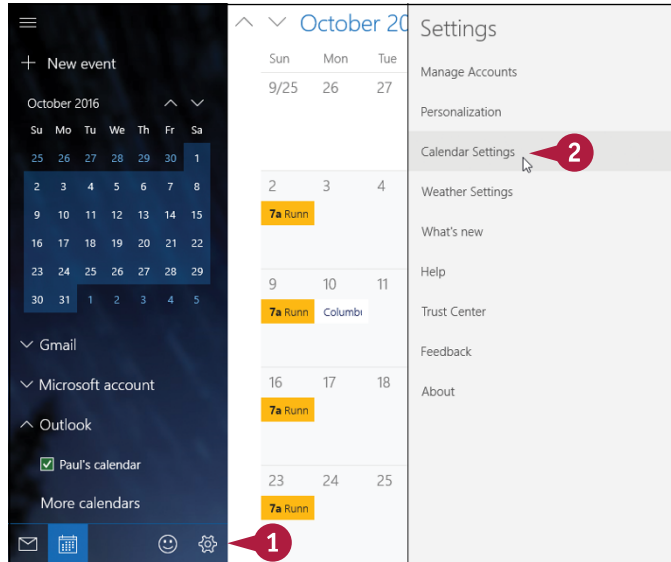 New event
October 2016
Su Mo Tu We Th Fr Sa
25 26 27 28 29 30 1
2 3 4 5 6 7 8
9 10 11 12 13 14 15
16 17 18 19 20 21 22
23 24 25 26 27 28 29
30 31 1 2 3 4 5
Gmail
Microsoft account
Outlook
Paul's calendar
More calendars
1
October 20
Sun Mon Tue
9/25 26 27
2 3 4
7a Runn
9 10 11
7a Runn Columbu
16 17 18
7a Runn
23 24 25
7a Runn
Settings
Manage Accounts
Personalization
Calendar Settings 2
Weather Settings
What's new
Help
Trust Center
Feedback
About